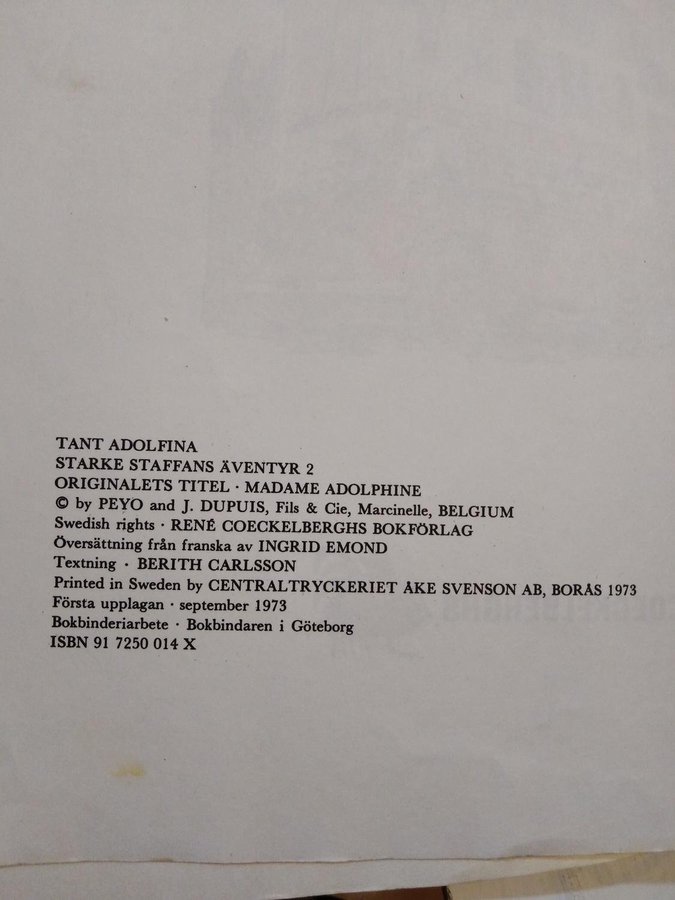 TANT ADOLFINA
STARKE STAFFANS ÄVENTYR 2
ORIGINALETS TITEL · MADAME ADOLPHINE
© by PEYO and J. DUPUIS, Fils & Cie, Marcinelle, BELGIUM
Swedish rights · RENÉ COECKELBERGHS BOKFÖRLAG
Översättning från franska av INGRID EMOND
Textning · BERITH CARLSSON
Printed in Sweden by CENTRALTRYCKERIET ÅKE SVENSON AB, BORÅS 1973
Första upplagan · september 1973
Bokbinderiarbete · Bokbindaren i Göteborg
ISBN 91 7250 014 X